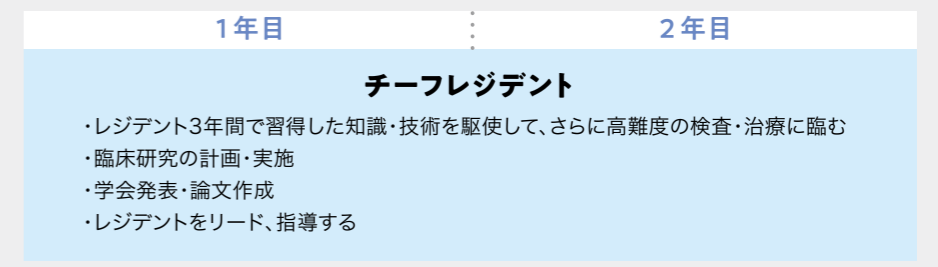 1年目 2年目
チーフレジデント
・レジデント3年間で習得した知識・技術を駆使して、さらに高難度の検査・治療に臨む
・臨床研究の計画・実施
・学会発表・論文作成
・レジデントをリード、指導する